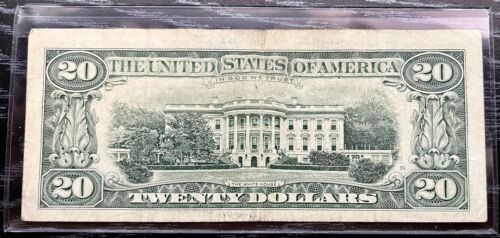 20 THE UNITED STATES OF AMERICA 20
IN GOD WE TRUST
THE WHITE HOUSE
20 TWENTY DOLLARS 20